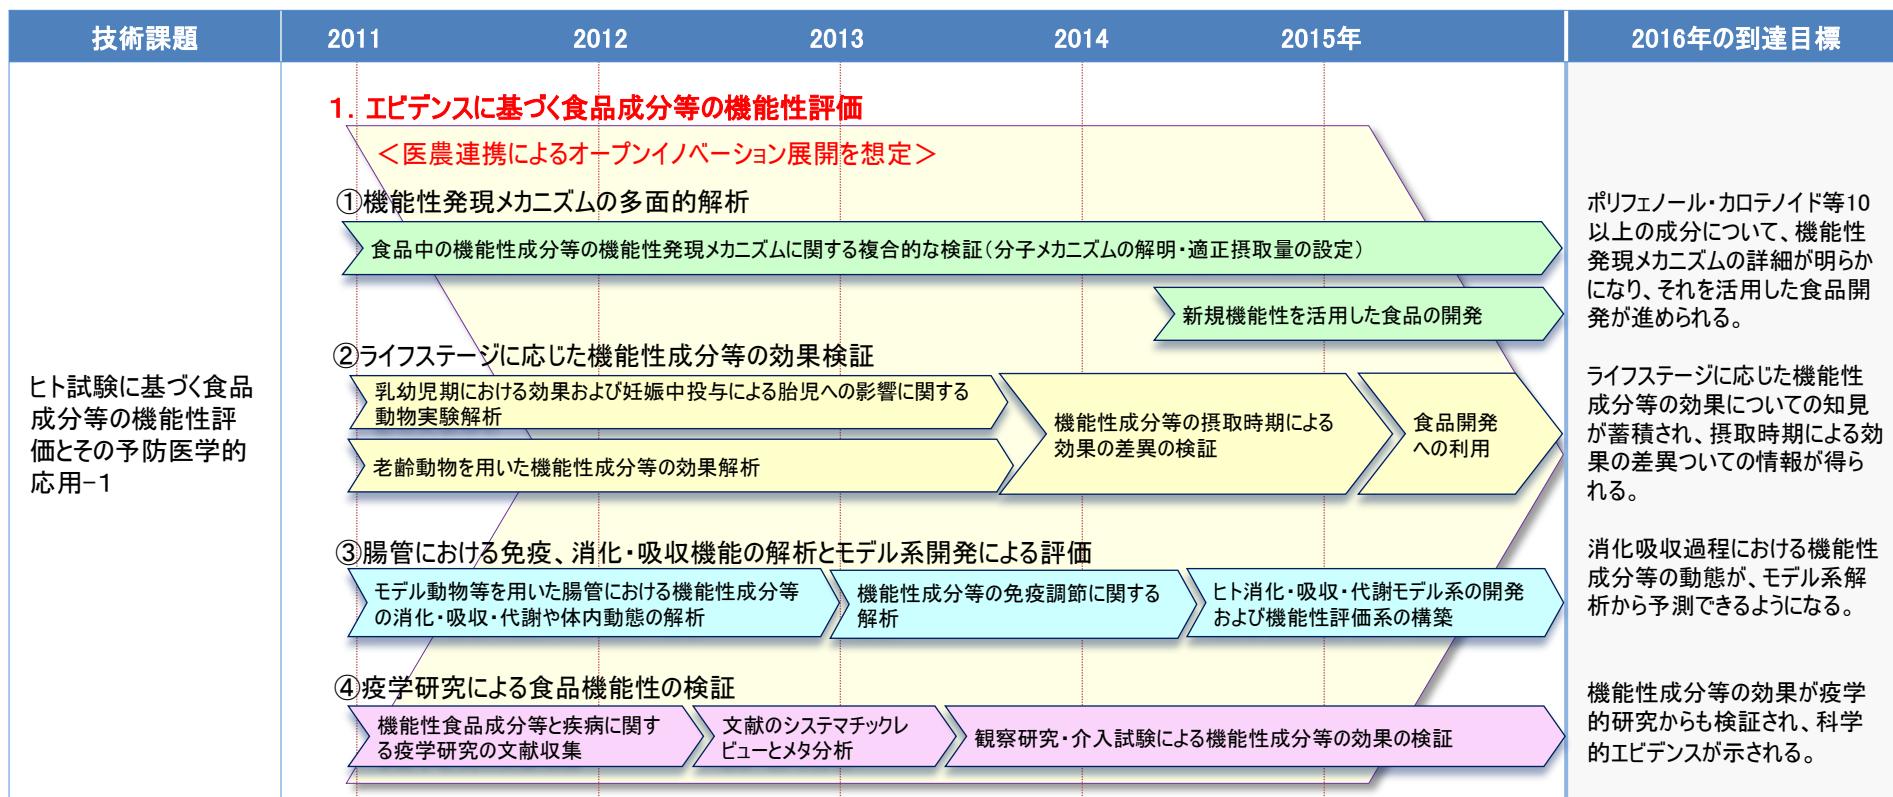 技術課題
2011
2012
2013
2014
2015年
2016年の到達目標
ヒト試験に基づく食品
成分等の機能性評
価とその予防医学的
応用−１
１．エビデンスに基づく食品成分等の機能性評価
＜医農連携によるオープンイノベーション展開を想定＞
①機能性発現メカニズムの多面的解析
食品中の機能性成分等の機能性発現メカニズムに関する複合的な検証（分子メカニズムの解明・適正摂取量の設定）
新規機能性を活用した食品の開発
②ライフステージに応じた機能性成分等の効果検証
乳幼児期における効果および妊娠中投与による胎児への影響に関する
動物実験解析
老齢動物を用いた機能性成分等の効果解析
機能性成分等の摂取時期による
効果の差異の検証
食品開発
への利用
③腸管における免疫、消化・吸収機能の解析とモデル系開発による評価
モデル動物等を用いた腸管における機能性成分等
の消化・吸収・代謝や体内動態の解析
機能性成分等の免疫調節に関する
解析
ヒト消化・吸収・代謝モデル系の開発
および機能性評価系の構築
④疫学研究による食品機能性の検証
機能性食品成分等と疾病に関す
る疫学研究の文献収集
文献のシステマチックレ
ビューとメタ分析
観察研究・介入試験による機能性成分等の効果の検証
ポリフェノール・カロテノイド等10
以上の成分について、機能性
発現メカニズムの詳細が明らか
になり、それを活用した食品開
発が進められる。
ライフステージに応じた機能性
成分等の効果についての知見
が蓄積され、摂取時期による効
果の差異ついての情報が得ら
れる。
消化吸収過程における機能性
成分等の動態が、モデル系解
析から予測できるようになる。
機能性成分等の効果が疫学
的研究からも検証され、科学
的エビデンスが示される。